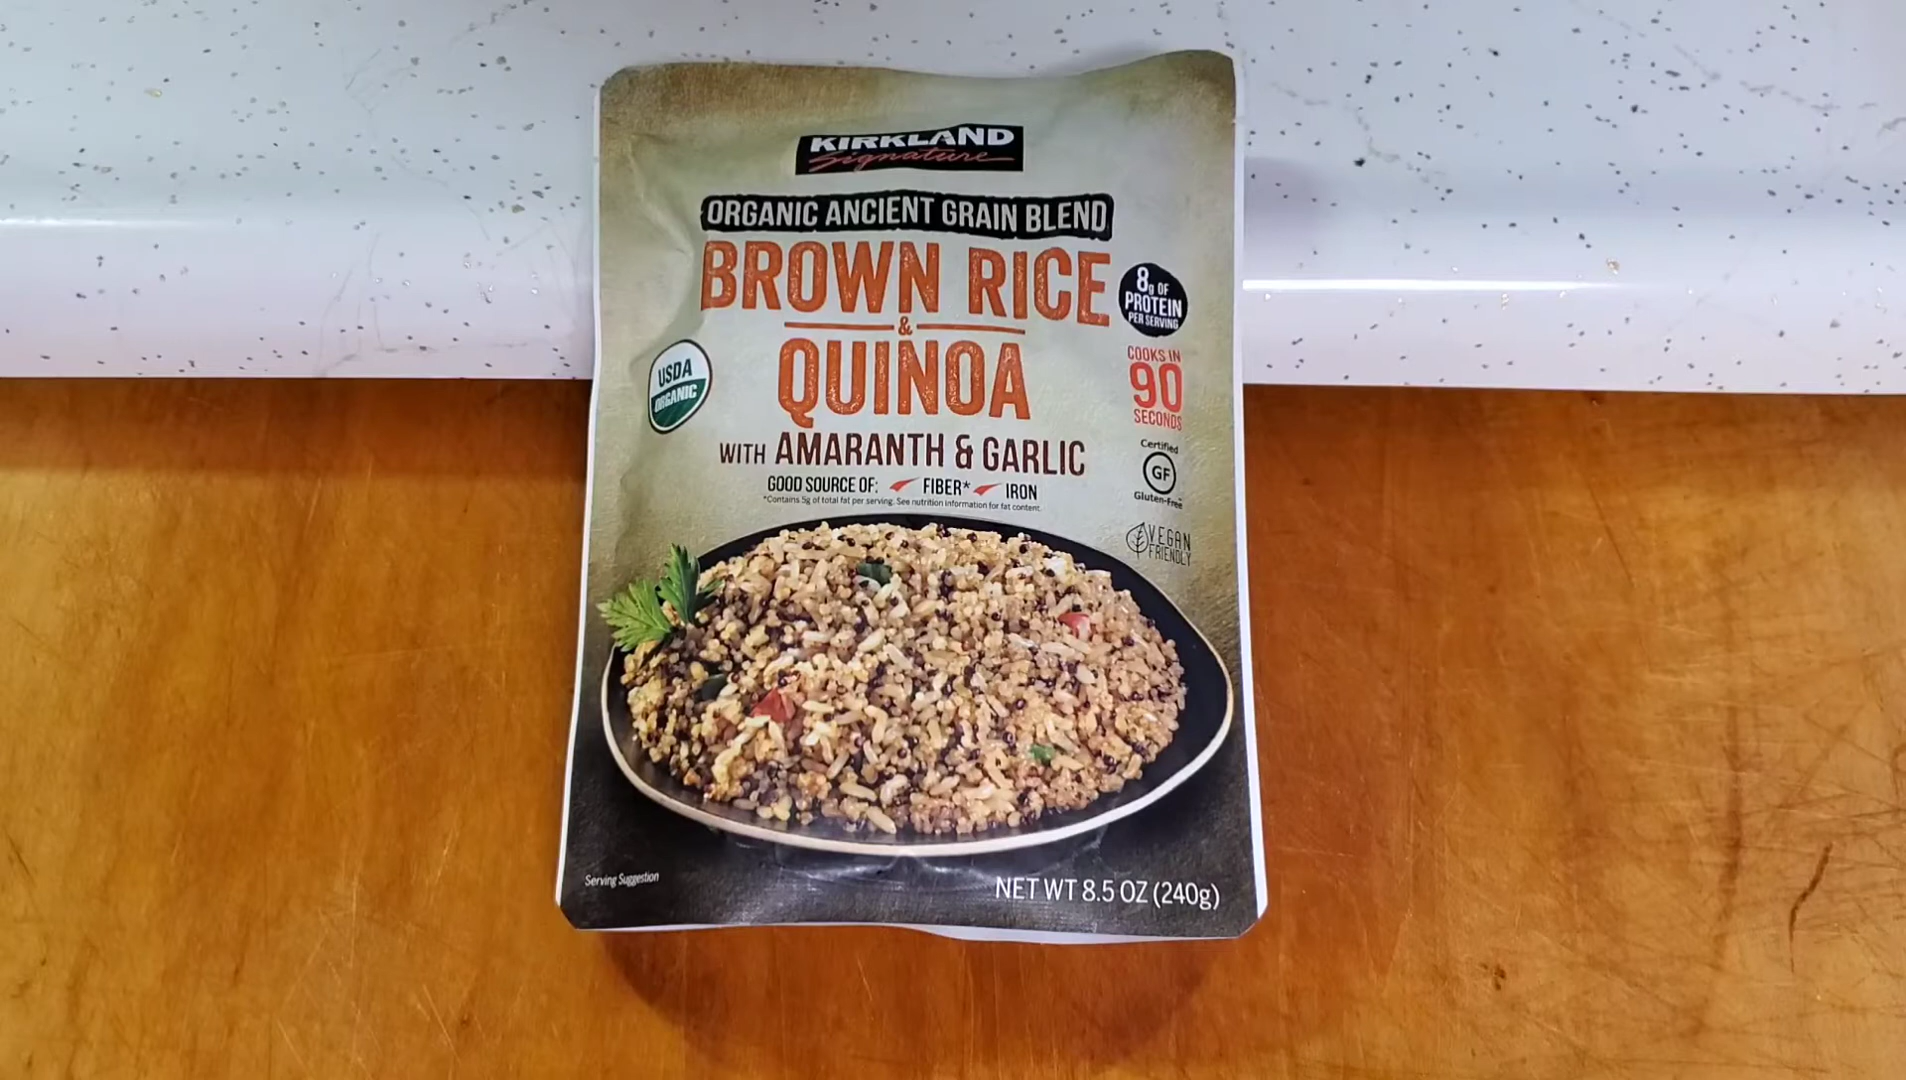 KIRKLAND
Signature
ORGANIC ANCIENT GRAIN BLEND
BROWN RICE
&
QUINOA
WITH AMARANTH & GARLIC
GOOD SOURCE OF: FIBER* IRON
*Contains 5g of total fat per serving. See nutrition information for fat content.
8g OF
PROTEIN
PER SERVING
COOKS IN
90
SECONDS
Certified
GF
Gluten-Free
VEGAN
FRIENDLY
USDA
ORGANIC
Serving Suggestion
NET WT 8.5 OZ (240g)